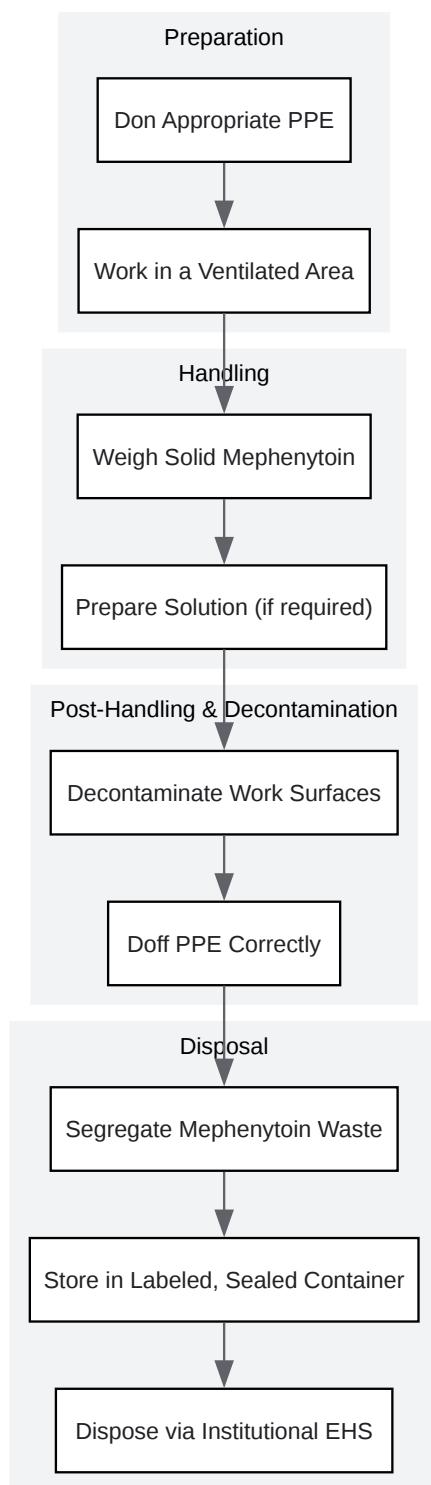 Preparation
Don Appropriate PPE
Work in a Ventilated Area
Handling
Weigh Solid Mephenytoin
Prepare Solution (if required)
Post-Handling & Decontamination
Decontaminate Work Surfaces
Doff PPE Correctly
Disposal
Segregate Mephenytoin Waste
Store in Labeled, Sealed Container
Dispose via Institutional EHS